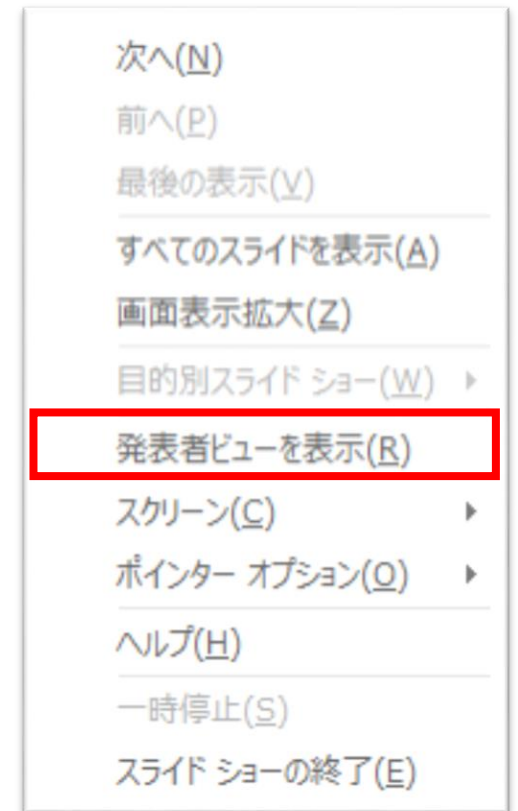 次へ(N)
前へ(P)
最後の表示(V)
すべてのスライドを表示(A)
画面表示拡大(Z)
目的別スライド ショー(W)
発表者ビューを表示(R)
スクリーン(C)
ポインター オプション(O)
ヘルプ(H)
一時停止(S)
スライド ショーの終了(E)